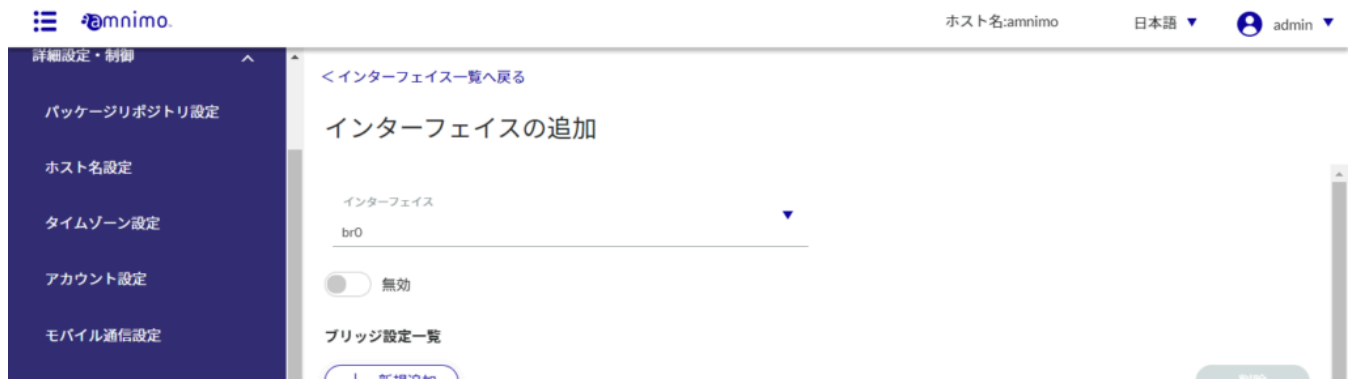 amnimo.
ホスト名:amnimo
日本語
admin
詳細設定・制御
パッケージリポジトリ設定
ホスト名設定
タイムゾーン設定
アカウント設定
モバイル通信設定
<インターフェイス一覧へ戻る
インターフェイスの追加
インターフェイス
br0
無効
ブリッジ設定一覧
+ 新規追加